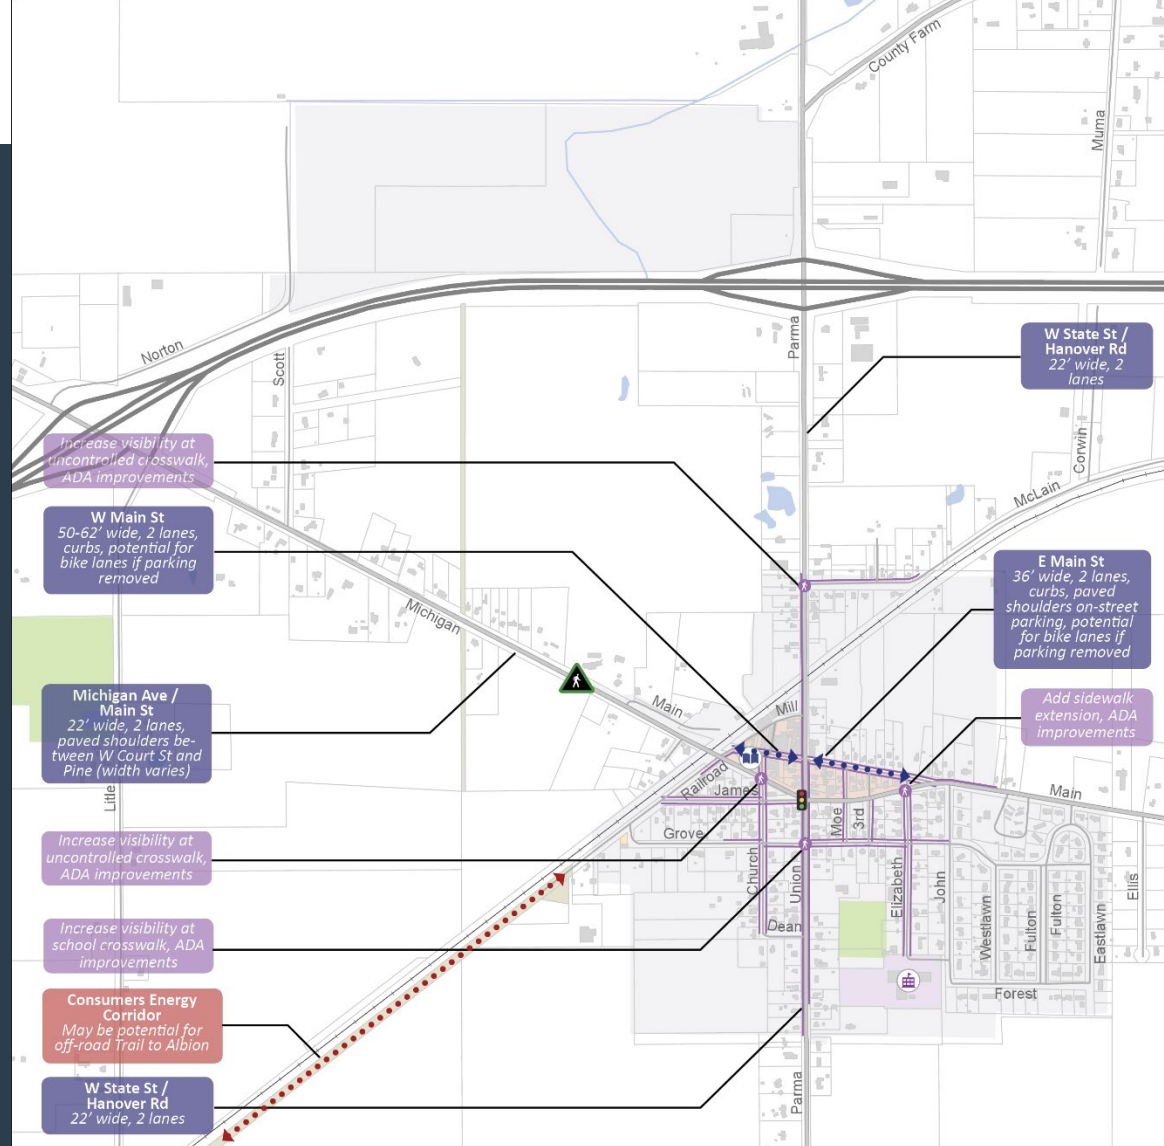 County Farm
Muma
Parma
Norton
Scott
W State St /
Hanover Rd
22' wide, 2
lanes
Corwin
McLain
Increase visibility at
uncontrolled crosswalk,
ADA improvements
W Main St
50-62' wide, 2 lanes,
curbs, potential for
bike lanes if parking
removed
E Main St
36' wide, 2 lanes,
curbs, paved
shoulders on-street
parking, potential
for bike lanes if
parking removed
Michigan
Michigan Ave /
Main St
22' wide, 2 lanes,
paved shoulders be-
tween W Court St and
Pine (width varies)
Main
Mill
Add sidewalk
extension, ADA
improvements
Railroad
James
Little
Main
Moe
3rd
Grove
Increase visibility at
uncontrolled crosswalk,
ADA improvements
Church
Union
Elizabeth
John
Westlawn
Fulton
Fulton
Eastlawn
Ellis
Dean
Increase visibility at
school crosswalk, ADA
improvements
Forest
Consumers Energy
Corridor
May be potential for
off-road Trail to Albion
W State St /
Hanover Rd
22' wide, 2 lanes
Parma